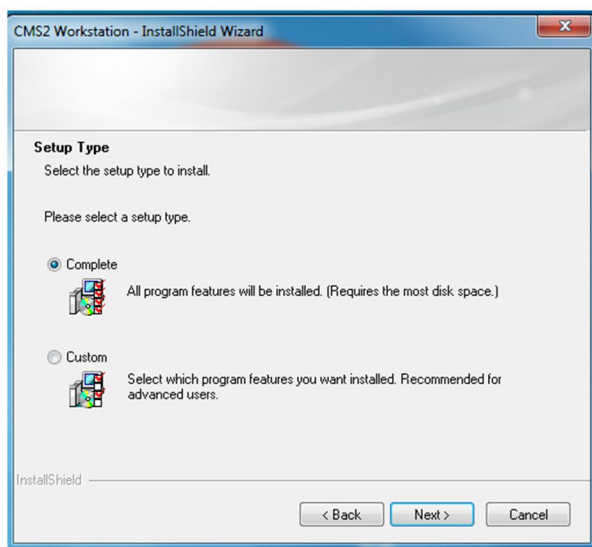 CMS2 Workstation - InstallShield Wizard
Setup Type
Select the setup type to install.
Please select a setup type.
Complete
All program features will be installed. (Requires the most disk space.)
Custom
Select which program features you want installed. Recommended for
advanced users.
InstallShield
< Back
Next >
Cancel